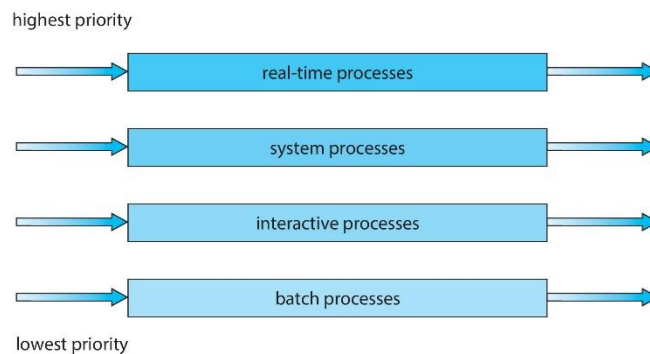 highest priority
real-time processes
system processes
interactive processes
batch processes
lowest priority